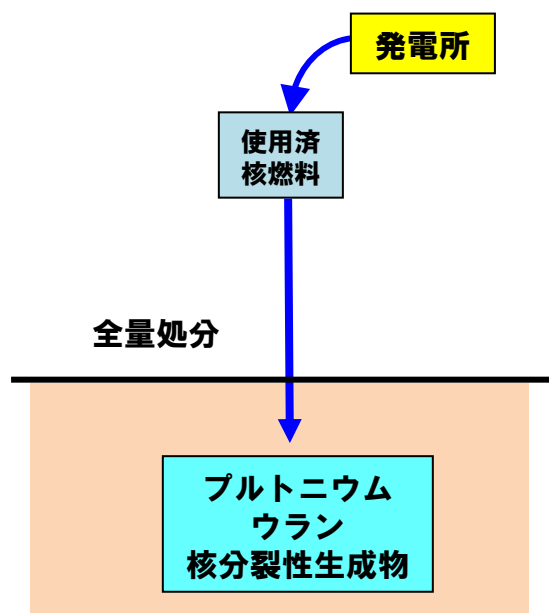 発電所
使用済
核燃料
全量処分
プルトニウム
ウラン
核分裂性生成物